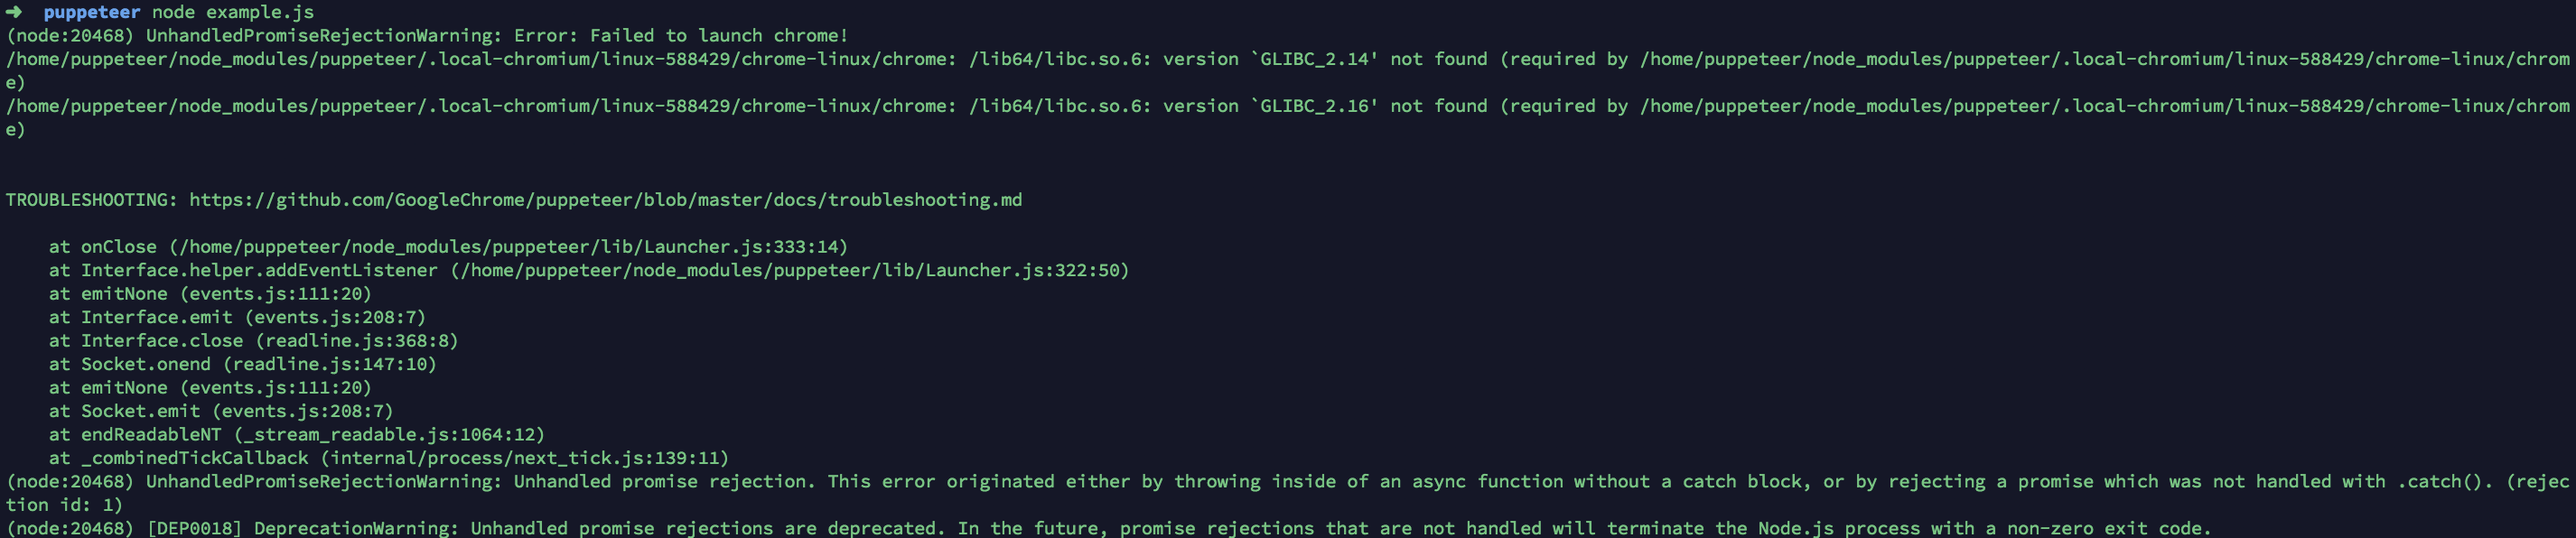 ➜  puppeteer node example.js
(node:20468) UnhandledPromiseRejectionWarning: Error: Failed to launch chrome!
/home/puppeteer/node_modules/puppeteer/.local-chromium/linux-588429/chrome-linux/chrome: /lib64/libc.so.6: version `GLIBC_2.14' not found (required by /home/puppeteer/node_modules/puppeteer/.local-chromium/linux-588429/chrome-linux/chrom
e)
/home/puppeteer/node_modules/puppeteer/.local-chromium/linux-588429/chrome-linux/chrome: /lib64/libc.so.6: version `GLIBC_2.16' not found (required by /home/puppeteer/node_modules/puppeteer/.local-chromium/linux-588429/chrome-linux/chrom
e)
TROUBLESHOOTING: https://github.com/GoogleChrome/puppeteer/blob/master/docs/troubleshooting.md
    at onClose (/home/puppeteer/node_modules/puppeteer/lib/Launcher.js:333:14)
    at Interface.helper.addEventListener (/home/puppeteer/node_modules/puppeteer/lib/Launcher.js:322:50)
    at emitNone (events.js:111:20)
    at Interface.emit (events.js:208:7)
    at Interface.close (readline.js:368:8)
    at Socket.onend (readline.js:147:10)
    at emitNone (events.js:111:20)
    at Socket.emit (events.js:208:7)
    at endReadableNT (_stream_readable.js:1064:12)
    at _combinedTickCallback (internal/process/next_tick.js:139:11)
(node:20468) UnhandledPromiseRejectionWarning: Unhandled promise rejection. This error originated either by throwing inside of an async function without a catch block, or by rejecting a promise which was not handled with .catch(). (rejec
tion id: 1)
(node:20468) [DEP0018] DeprecationWarning: Unhandled promise rejections are deprecated. In the future, promise rejections that are not handled will terminate the Node.js process with a non-zero exit code.